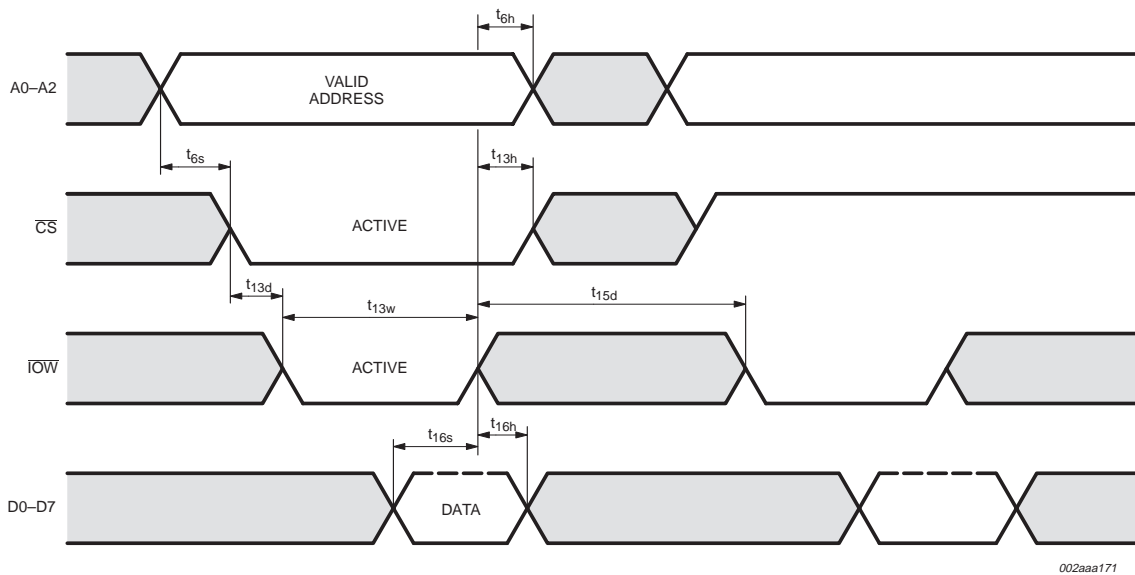 t6h
A0–A2
VALID
ADDRESS
t6s
t13h
CS
ACTIVE
t13d
t13w
t15d
IOW
ACTIVE
t16s
t16h
D0–D7
DATA
002aaa171